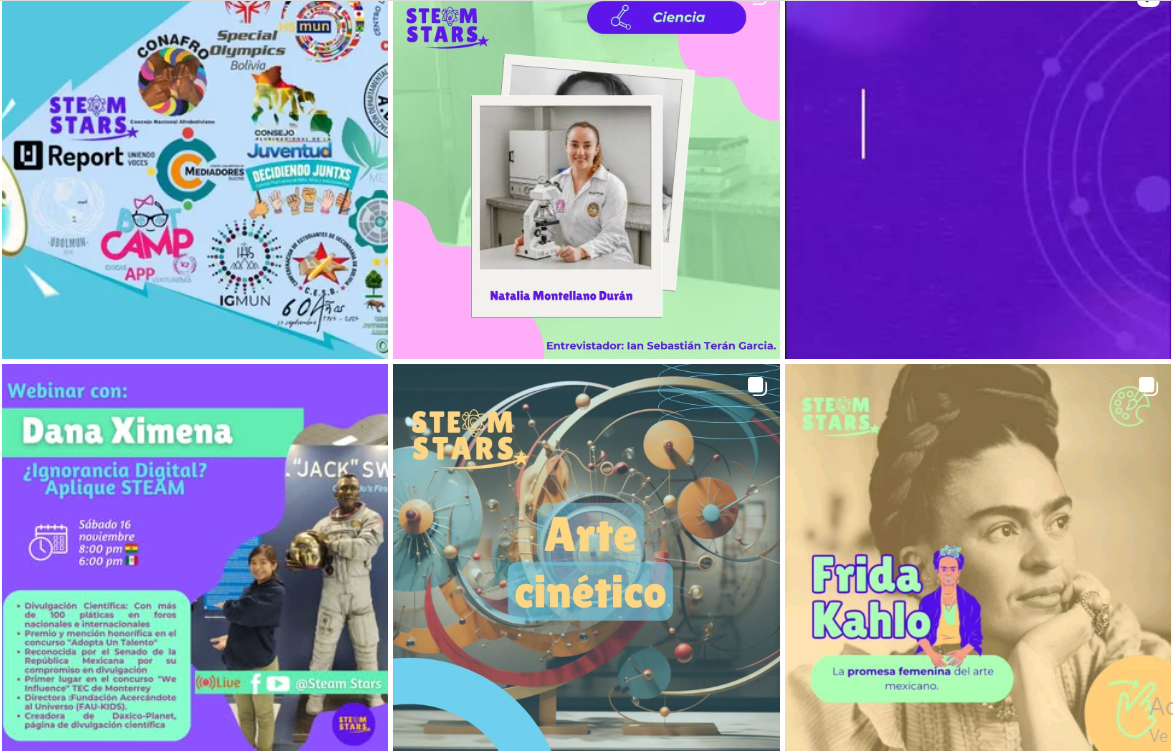 Special
Olympics
Bolivia
mun
CONAFRO
Concejo Nacional Afroboliviano
STEAM
STARS
CONSEJO
PLURINACIONAL DE LA
Juventud
Report
UNIENDO
VOCES
MEDIADORES
DECIDIENDO JUNTXS
UDOLMUN
CAMP
APP
IGMUN
C.E.S.B.
60 Años
STEAM
STARS
Ciencia
Natalia Montellano Durán
Entrevistador: Ian Sebastián Terán Garcia.
Webinar con:
Dana Ximena
¿Ignorancia Digital?
Aplique STEAM
Sábado 16
noviembre
8:00 pm
6:00 pm
• Divulgación Científica: Con más
de 100 pláticas en foros
nacionales e internacionales
• Premio y mención honorífica en el
concurso "Adopta Un Talento"
• Reconocida por el Senado de la
República Mexicana por su
compromiso en divulgación
• Primer lugar en el concurso "We
Influence" TEC de Monterrey
• Directora :Fundación Acercándote
al Universo (FAU-KIDS).
• Creadora de Daxico-Planet,
página de divulgación científica
. "JACK" SW
Live
@Steam Stars
STEAM
STARS
STEAM
STARS
Arte
cinético
STEAM
STARS
Frida
Kahlo
La promesa femenina del arte
mexicano.
Ac
Ve